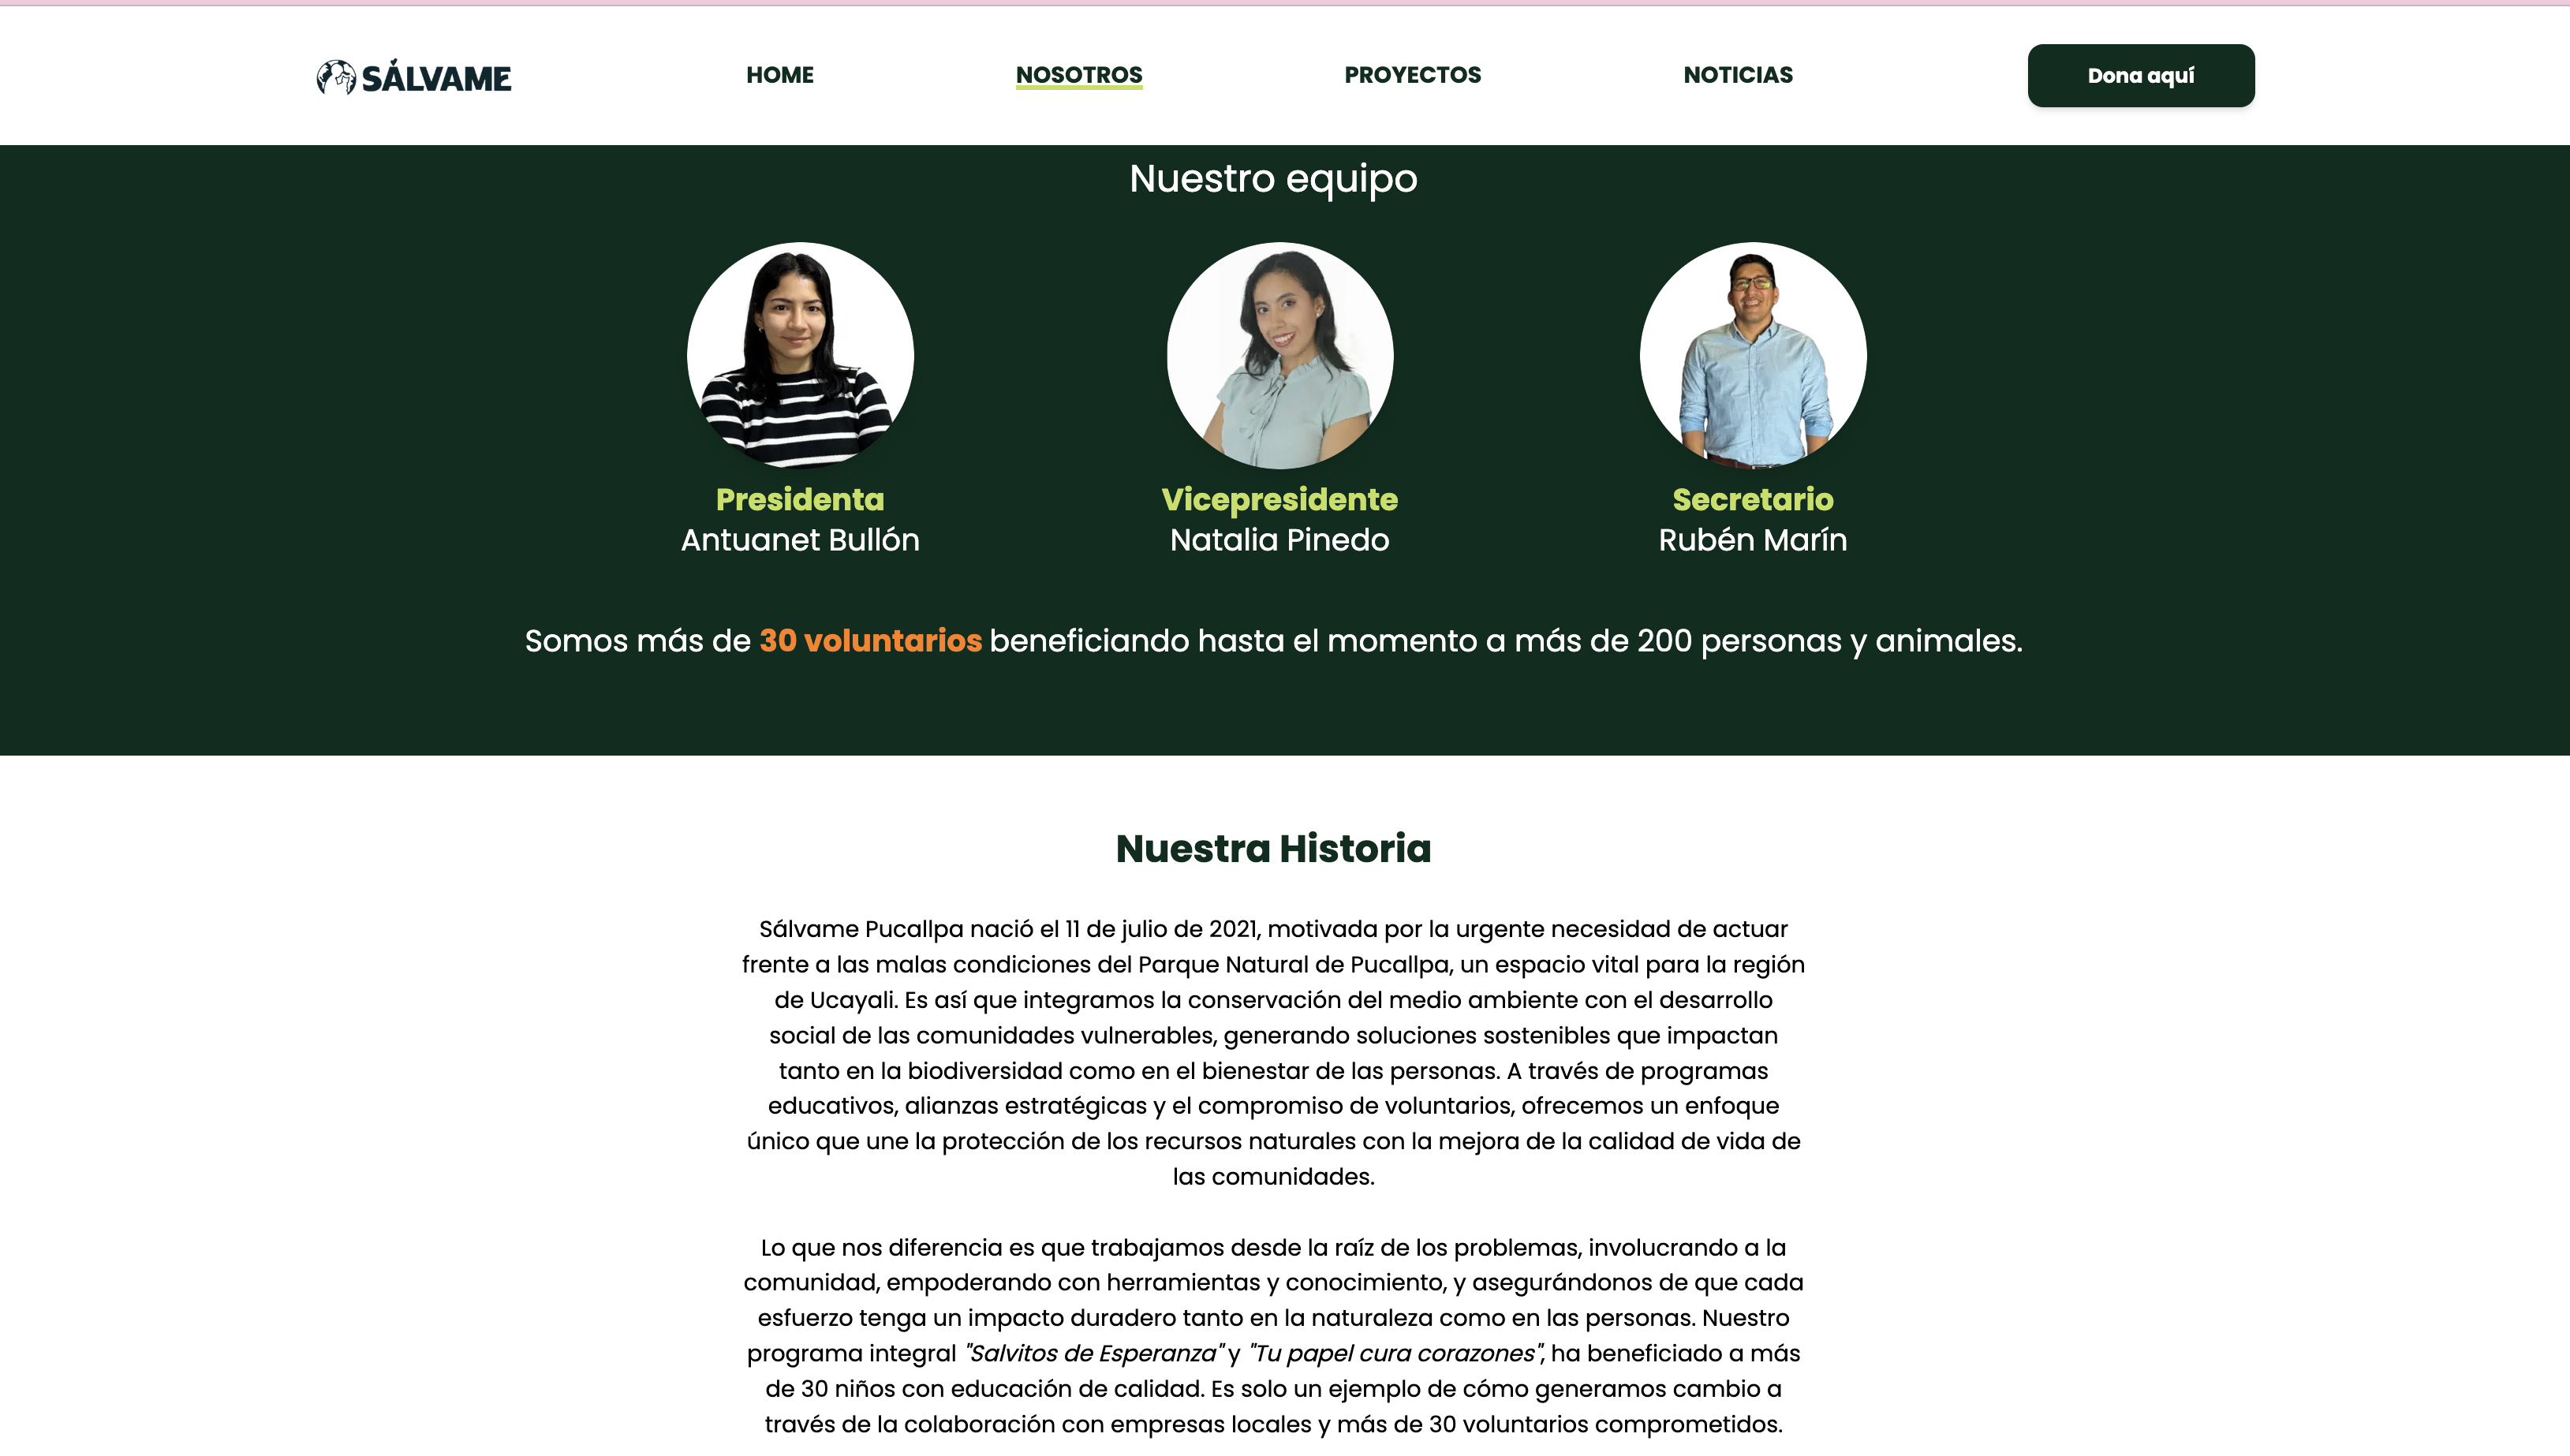 SÁLVAME
HOME
NOSOTROS
PROYECTOS
NOTICIAS
Dona aquí
Nuestro equipo
Presidenta
Antuanet Bullón
Vicepresidente
Natalia Pinedo
Secretario
Rubén Marín
Somos más de 30 voluntarios beneficiando hasta el momento a más de 200 personas y animales.
Nuestra Historia
Sálvame Pucallpa nació el 11 de julio de 2021, motivada por la urgente necesidad de actuar
frente a las malas condiciones del Parque Natural de Pucallpa, un espacio vital para la región
de Ucayali. Es así que integramos la conservación del medio ambiente con el desarrollo
social de las comunidades vulnerables, generando soluciones sostenibles que impactan
tanto en la biodiversidad como en el bienestar de las personas. A través de programas
educativos, alianzas estratégicas y el compromiso de voluntarios, ofrecemos un enfoque
único que une la protección de los recursos naturales con la mejora de la calidad de vida de
las comunidades.
Lo que nos diferencia es que trabajamos desde la raíz de los problemas, involucrando a la
comunidad, empoderando con herramientas y conocimiento, y asegurándonos de que cada
esfuerzo tenga un impacto duradero tanto en la naturaleza como en las personas. Nuestro
programa integral "Salvitos de Esperanza" y "Tu papel cura corazones", ha beneficiado a más
de 30 niños con educación de calidad. Es solo un ejemplo de cómo generamos cambio a
través de la colaboración con empresas locales y más de 30 voluntarios comprometidos.